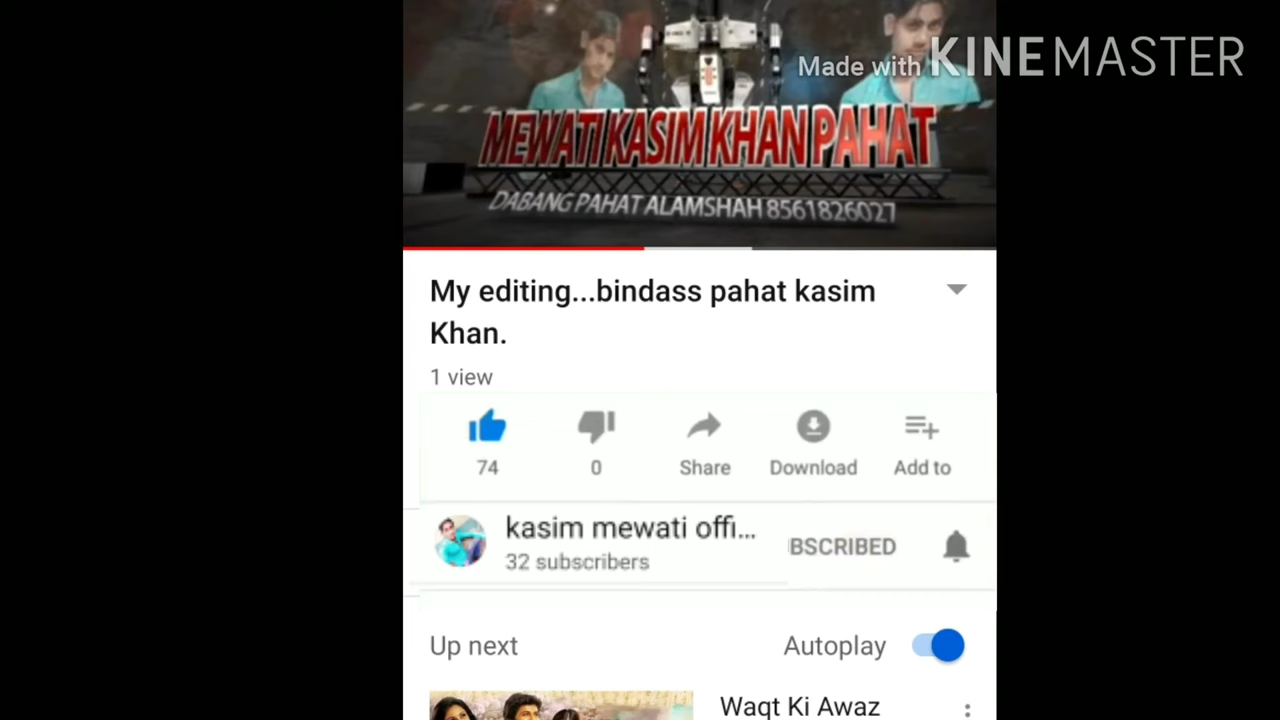 Made with KINEMASTER
MEWATI KASIM KHAN PAHAT
DABANG PAHAT ALAMSHAH 8561826027
My editing...bindass pahat kasim
Khan.
1 view
74
0
Share
Download
Add to
kasim mewati offi...
BSCRIBED
32 subscribers
Up next
Autoplay
Waqt Ki Awaz